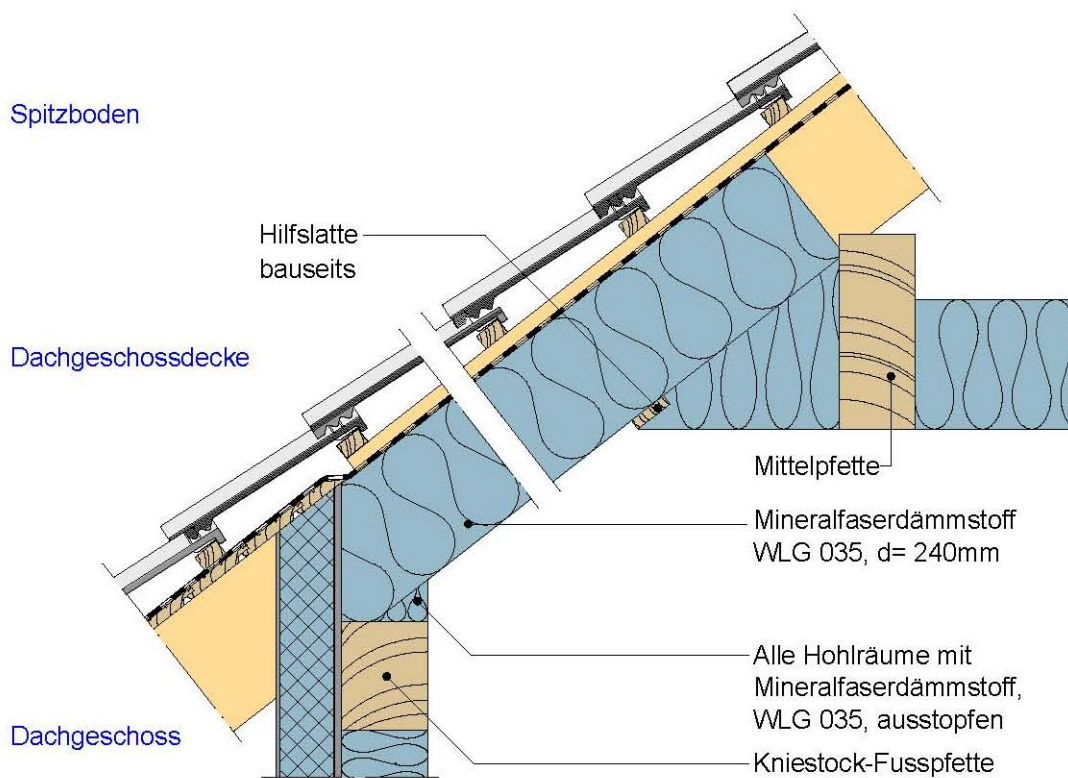 Spitzboden
Hilfslatte
bauseits
Dachgeschossdecke
Mittelpfette
Mineralfaserdämmstoff
WLG 035, d= 240mm
Alle Hohlräume mit
Mineralfaserdämmstoff,
WLG 035, ausstopfen
Dachgeschoss
Kniestock-Fusspfette